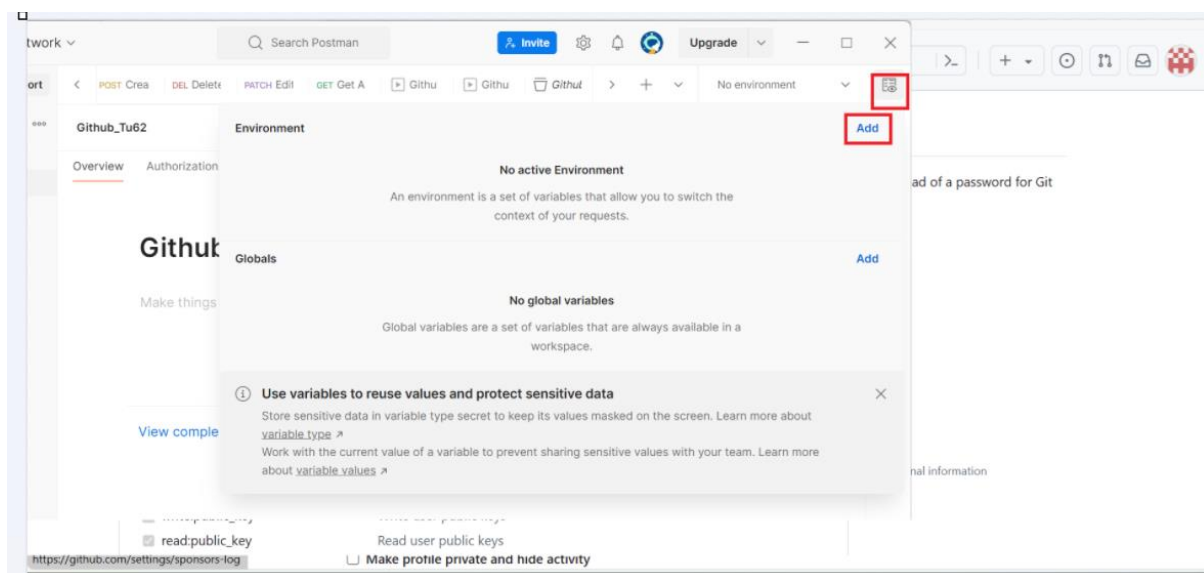 twork
Search Postman
Invite
Upgrade
ort
POST Crea
DEL Delete
PATCH Edit
GET Get A
Githu
Githu
Githul
No environment
Github_Tu62
Environment
Add
Overview
Authorization
No active Environment
An environment is a set of variables that allow you to switch the
context of your requests.
ad of a password for Git
Github
Globals
Add
Make things
No global variables
Global variables are a set of variables that are always available in a
workspace.
Use variables to reuse values and protect sensitive data
Store sensitive data in variable type secret to keep its values masked on the screen. Learn more about
variable type
View comple
Work with the current value of a variable to prevent sharing sensitive values with your team. Learn more
about variable values
nal information
read:public_key
Read user public keys
https://github.com/settings/sponsors-log
Make profile private and hide activity